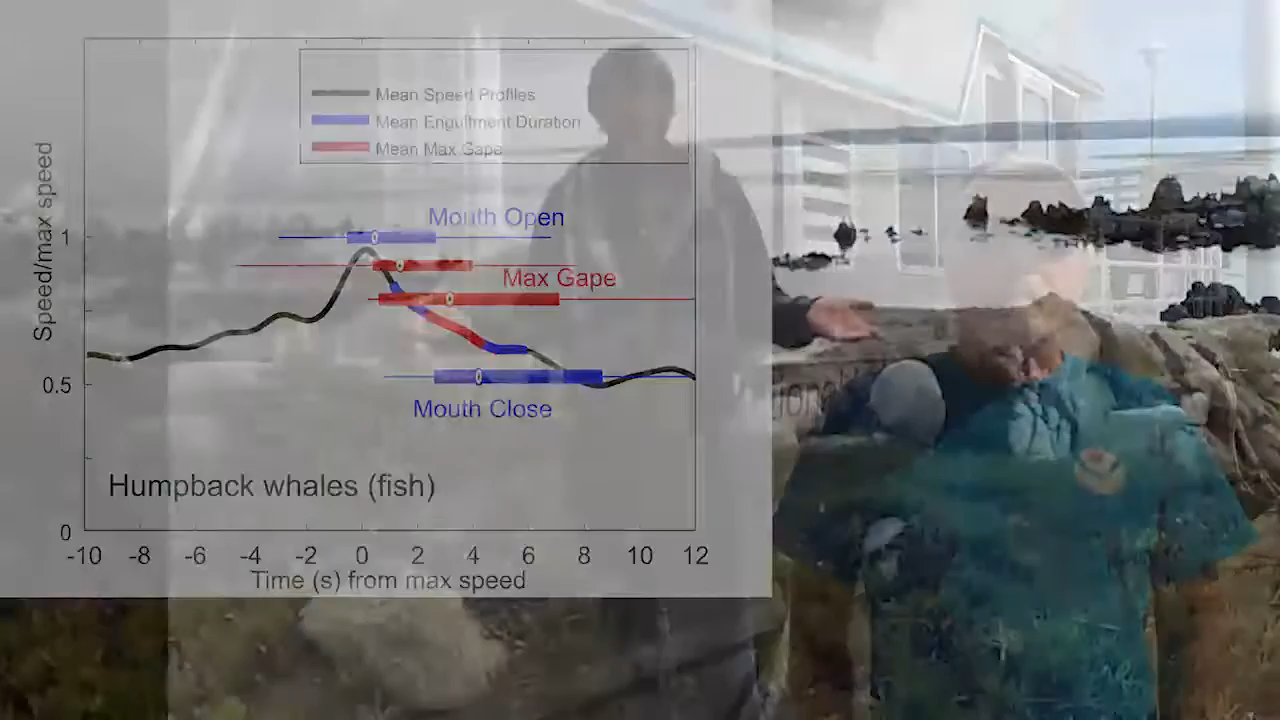 Mean Speed Profiles
Mean Engulfment Duration
Mean Max Gape
Mouth Open
Max Gape
Mouth Close
Humpback whales (fish)
Speed/max speed
1
0.5
0
-10 -8 -6 -4 -2 0 2 4 6 8 10 12
Time (s) from max speed